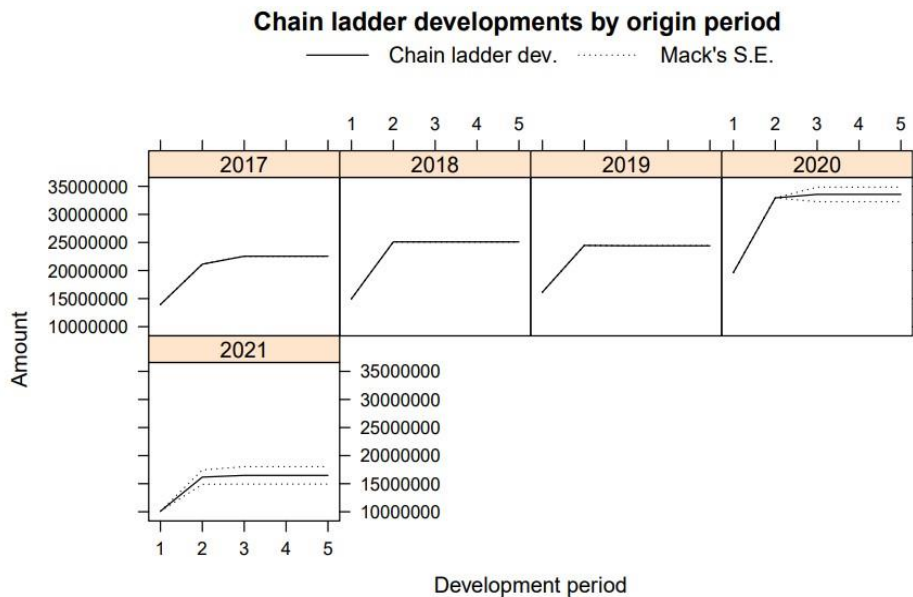 Chain ladder developments by origin period
Chain ladder dev. Mack's S.E.
1 2 3 4 5 1 2 3 4 5
2017 2018 2019 2020
35000000
30000000
25000000
20000000
15000000
10000000
2021
35000000
30000000
25000000
20000000
15000000
10000000
1 2 3 4 5
Amount
Development period